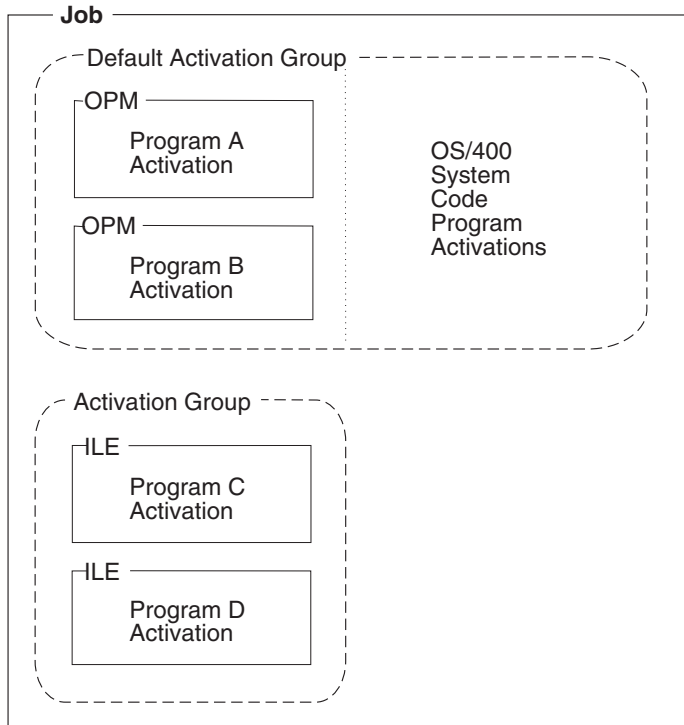 Job
Default Activation Group
OPM
Program A
Activation
OPM
Program B
Activation
OS/400
System
Code
Program
Activations
Activation Group
ILE
Program C
Activation
ILE
Program D
Activation